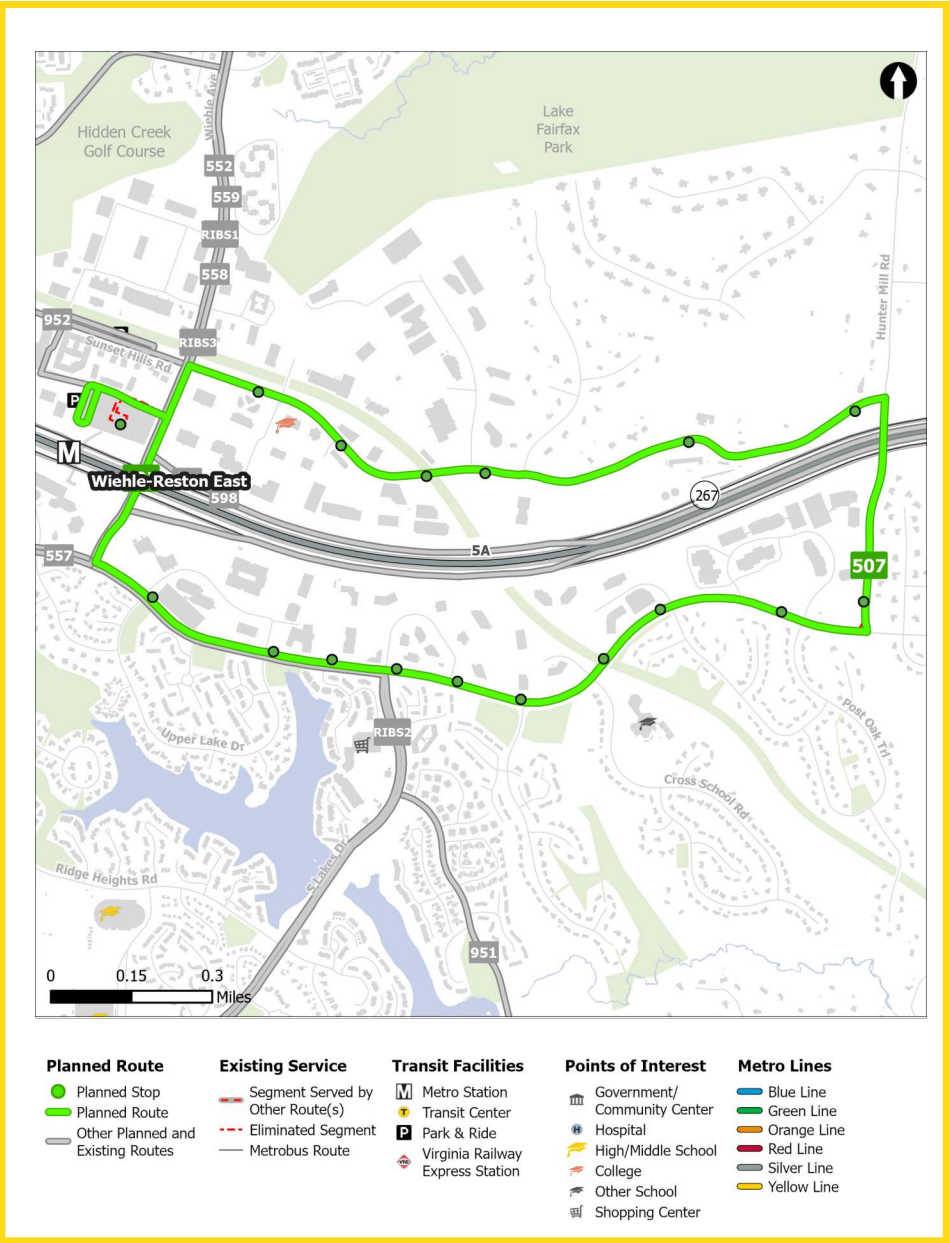 Wiehle Ave
Lake
Fairfax
Park
Hidden Creek
Golf Course
552
559
RIBS1
558
Hunter Mill Rd
952
RIBS3
Sunset Hills Rd
P
M
Wiehle-Reston East
598
267
5A
557
507
Post Oak Trl
RIBS2
Upper Lake Dr
Cross School Rd
S Lakes Dr
Ridge Heights Rd
951
0 0.15 0.3
Miles
Planned Route
Planned Stop
Planned Route
Other Planned and
Existing Routes
Existing Service
Segment Served by
Other Route(s)
Eliminated Segment
Metrobus Route
Transit Facilities
M Metro Station
T Transit Center
P Park & Ride
VRE Virginia Railway
Express Station
Points of Interest
Government/
Community Center
H Hospital
High/Middle School
College
Other School
Shopping Center
Metro Lines
Blue Line
Green Line
Orange Line
Red Line
Silver Line
Yellow Line